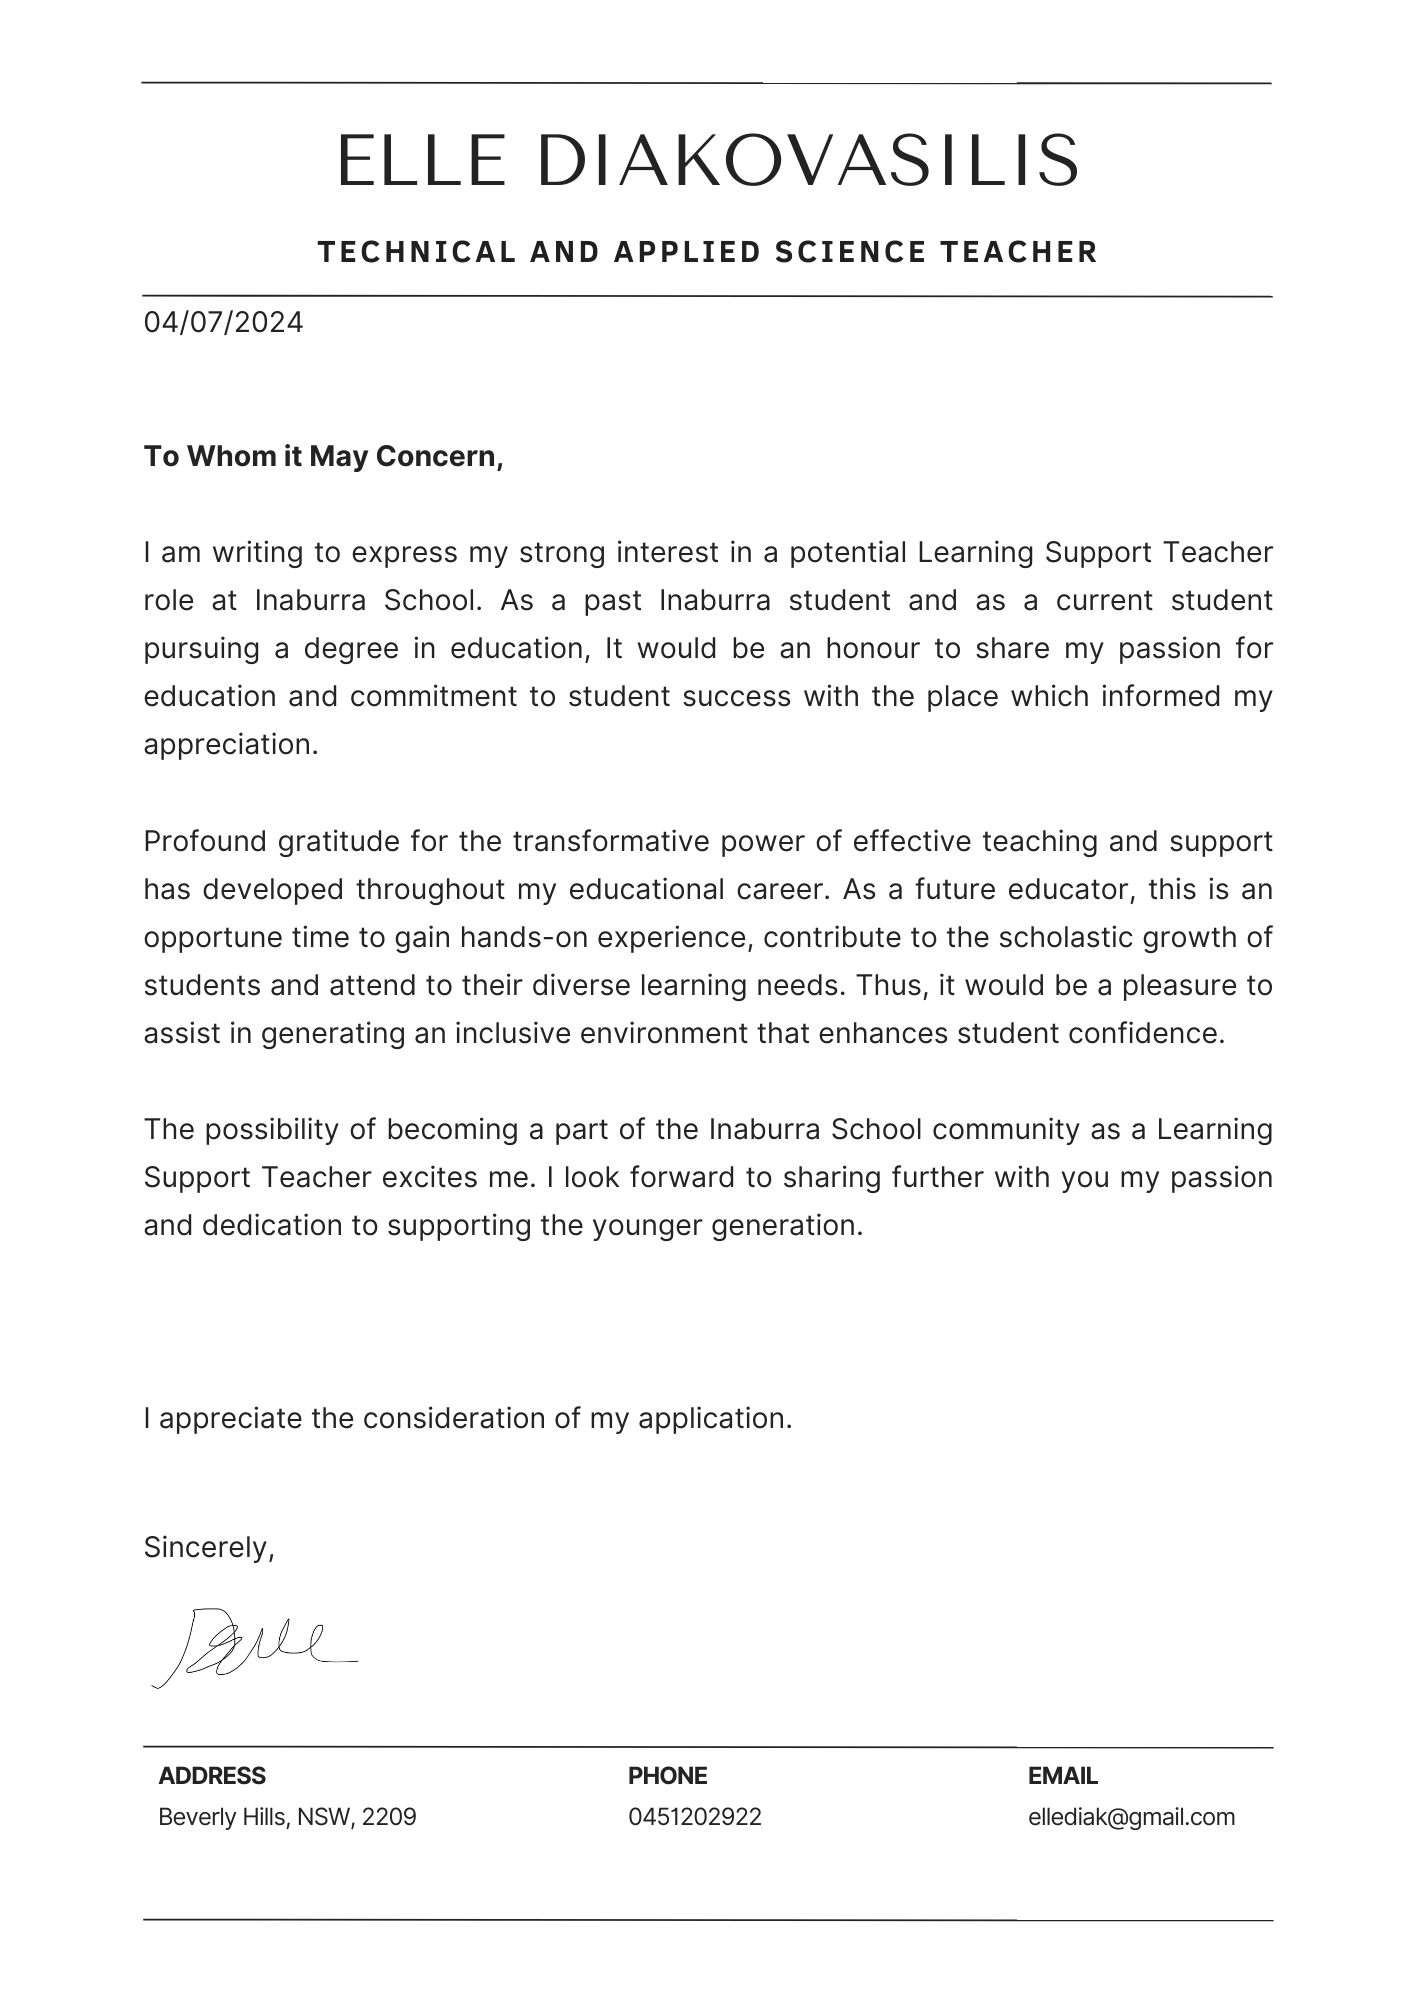 ELLE DIAKOVASILIS
TECHNICAL AND APPLIED SCIENCE TEACHER
04/07/2024
To Whom it May Concern,
I am writing to express my strong interest in a potential Learning Support Teacher
role at Inaburra School. As a past Inaburra student and as a current student
pursuing a degree in education, It would be an honour to share my passion for
education and commitment to student success with the place which informed my
appreciation.
Profound gratitude for the transformative power of effective teaching and support
has developed throughout my educational career. As a future educator, this is an
opportune time to gain hands-on experience, contribute to the scholastic growth of
students and attend to their diverse learning needs. Thus, it would be a pleasure to
assist in generating an inclusive environment that enhances student confidence.
The possibility of becoming a part of the Inaburra School community as a Learning
Support Teacher excites me. I look forward to sharing further with you my passion
and dedication to supporting the younger generation.
I appreciate the consideration of my application.
Sincerely,
ADDRESS PHONE EMAIL
Beverly Hills, NSW, 2209 0451202922 ellediak@gmail.com